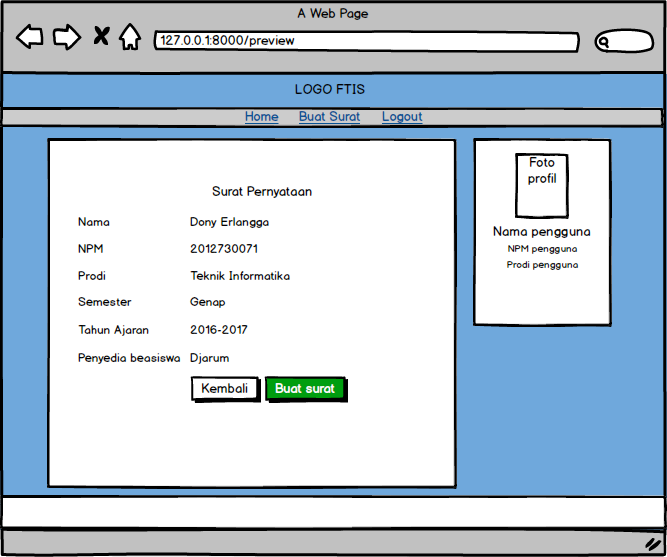 A Web Page
127.0.0.1:8000/preview
LOGO FTIS
Home Buat Surat Logout
Surat Pernyataan
Nama Dony Erlangga
NPM 2012730071
Prodi Teknik Informatika
Semester Genap
Tahun Ajaran 2016-2017
Penyedia beasiswa Djarum
Kembali Buat surat
Foto
profil
Nama pengguna
NPM pengguna
Prodi pengguna